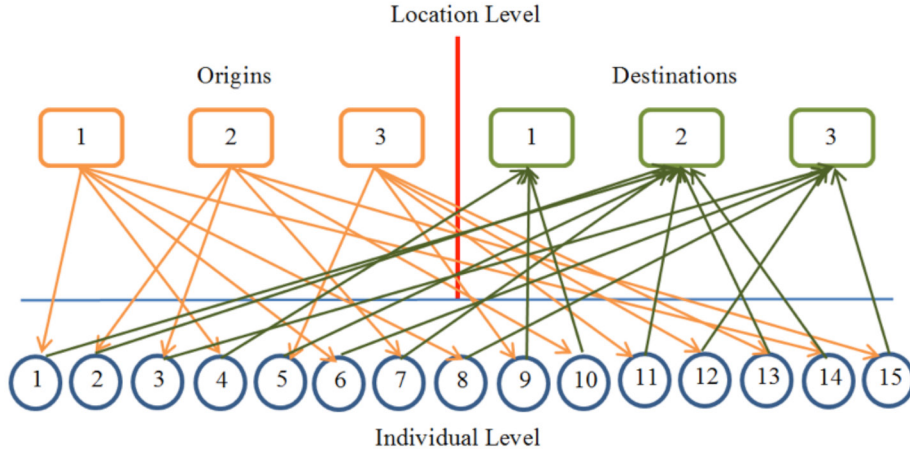 Location Level
Origins Destinations
1 2 3 1 2 3
1 2 3 4 5 6 7 8 9 10 11 12 13 14 15
Individual Level